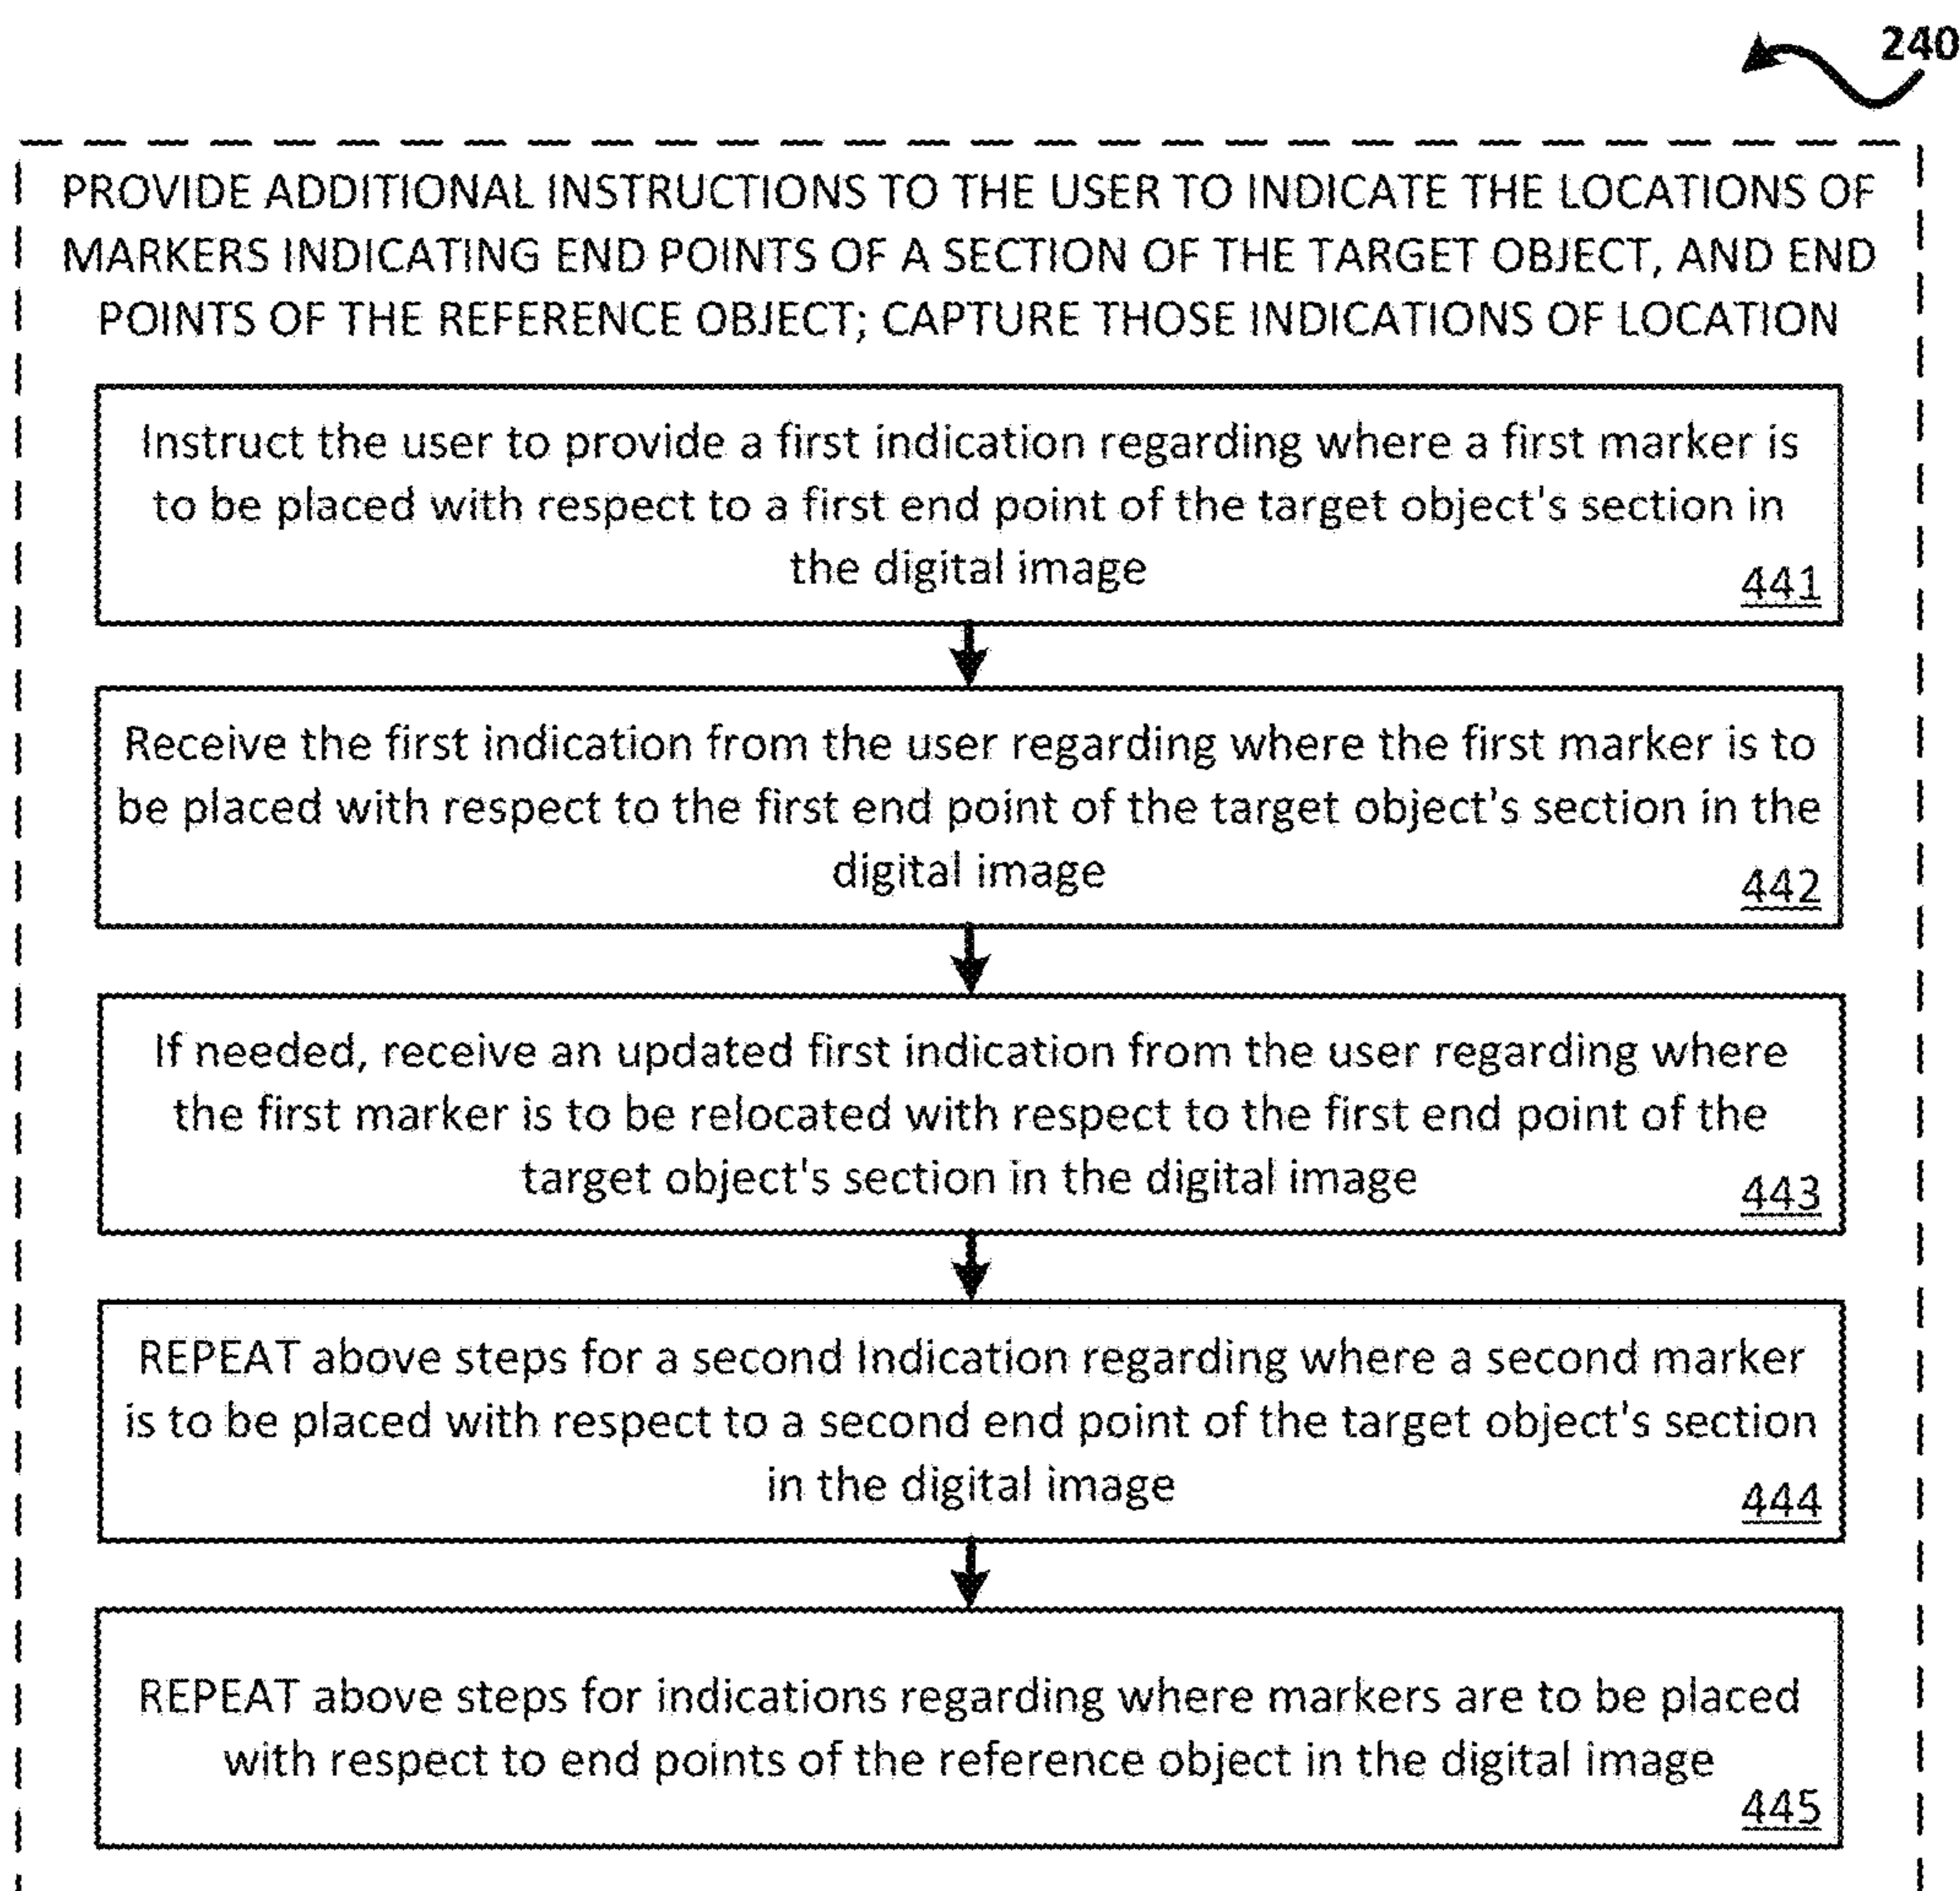 240
PROVIDE ADDITIONAL INSTRUCTIONS TO THE USER TO INDICATE THE LOCATIONS OF
MARKERS INDICATING END POINTS OF A SECTION OF THE TARGET OBJECT, AND END
POINTS OF THE REFERENCE OBJECT; CAPTURE THOSE INDICATIONS OF LOCATION
Instruct the user to provide a first indication regarding where a first marker is
to be placed with respect to a first end point of the target object's section in
the digital image
441
Receive the first indication from the user regarding where the first marker is to
be placed with respect to the first end point of the target object's section in the
digital image
442
If needed, receive an updated first indication from the user regarding where
the first marker is to be relocated with respect to the first end point of the
target object's section in the digital image
443
REPEAT above steps for a second Indication regarding where a second marker
is to be placed with respect to a second end point of the target object's section
in the digital image
444
REPEAT above steps for indications regarding where markers are to be placed
with respect to end points of the reference object in the digital image
445